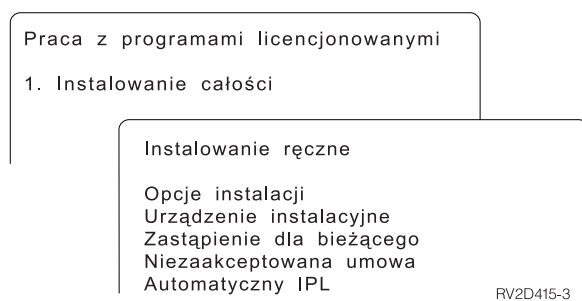 Praca z programami licencjonowanymi
1. Instalowanie całości
Instalowanie ręczne
Opcje instalacji
Urządzenie instalacyjne
Zastąpienie dla bieżącego
Niezaakceptowana umowa
Automatyczny IPL
RV2D415-3